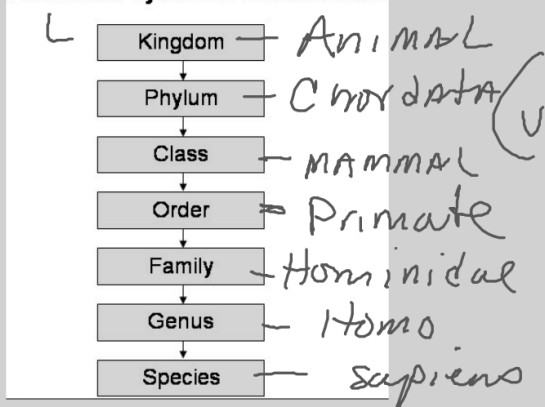 L Kingdom - ANIMAL
Phylum - ChordATA (V
Class - MAMMAL
Order = Primate
Family - Hominidae
Genus - Homo
Species - sapiens